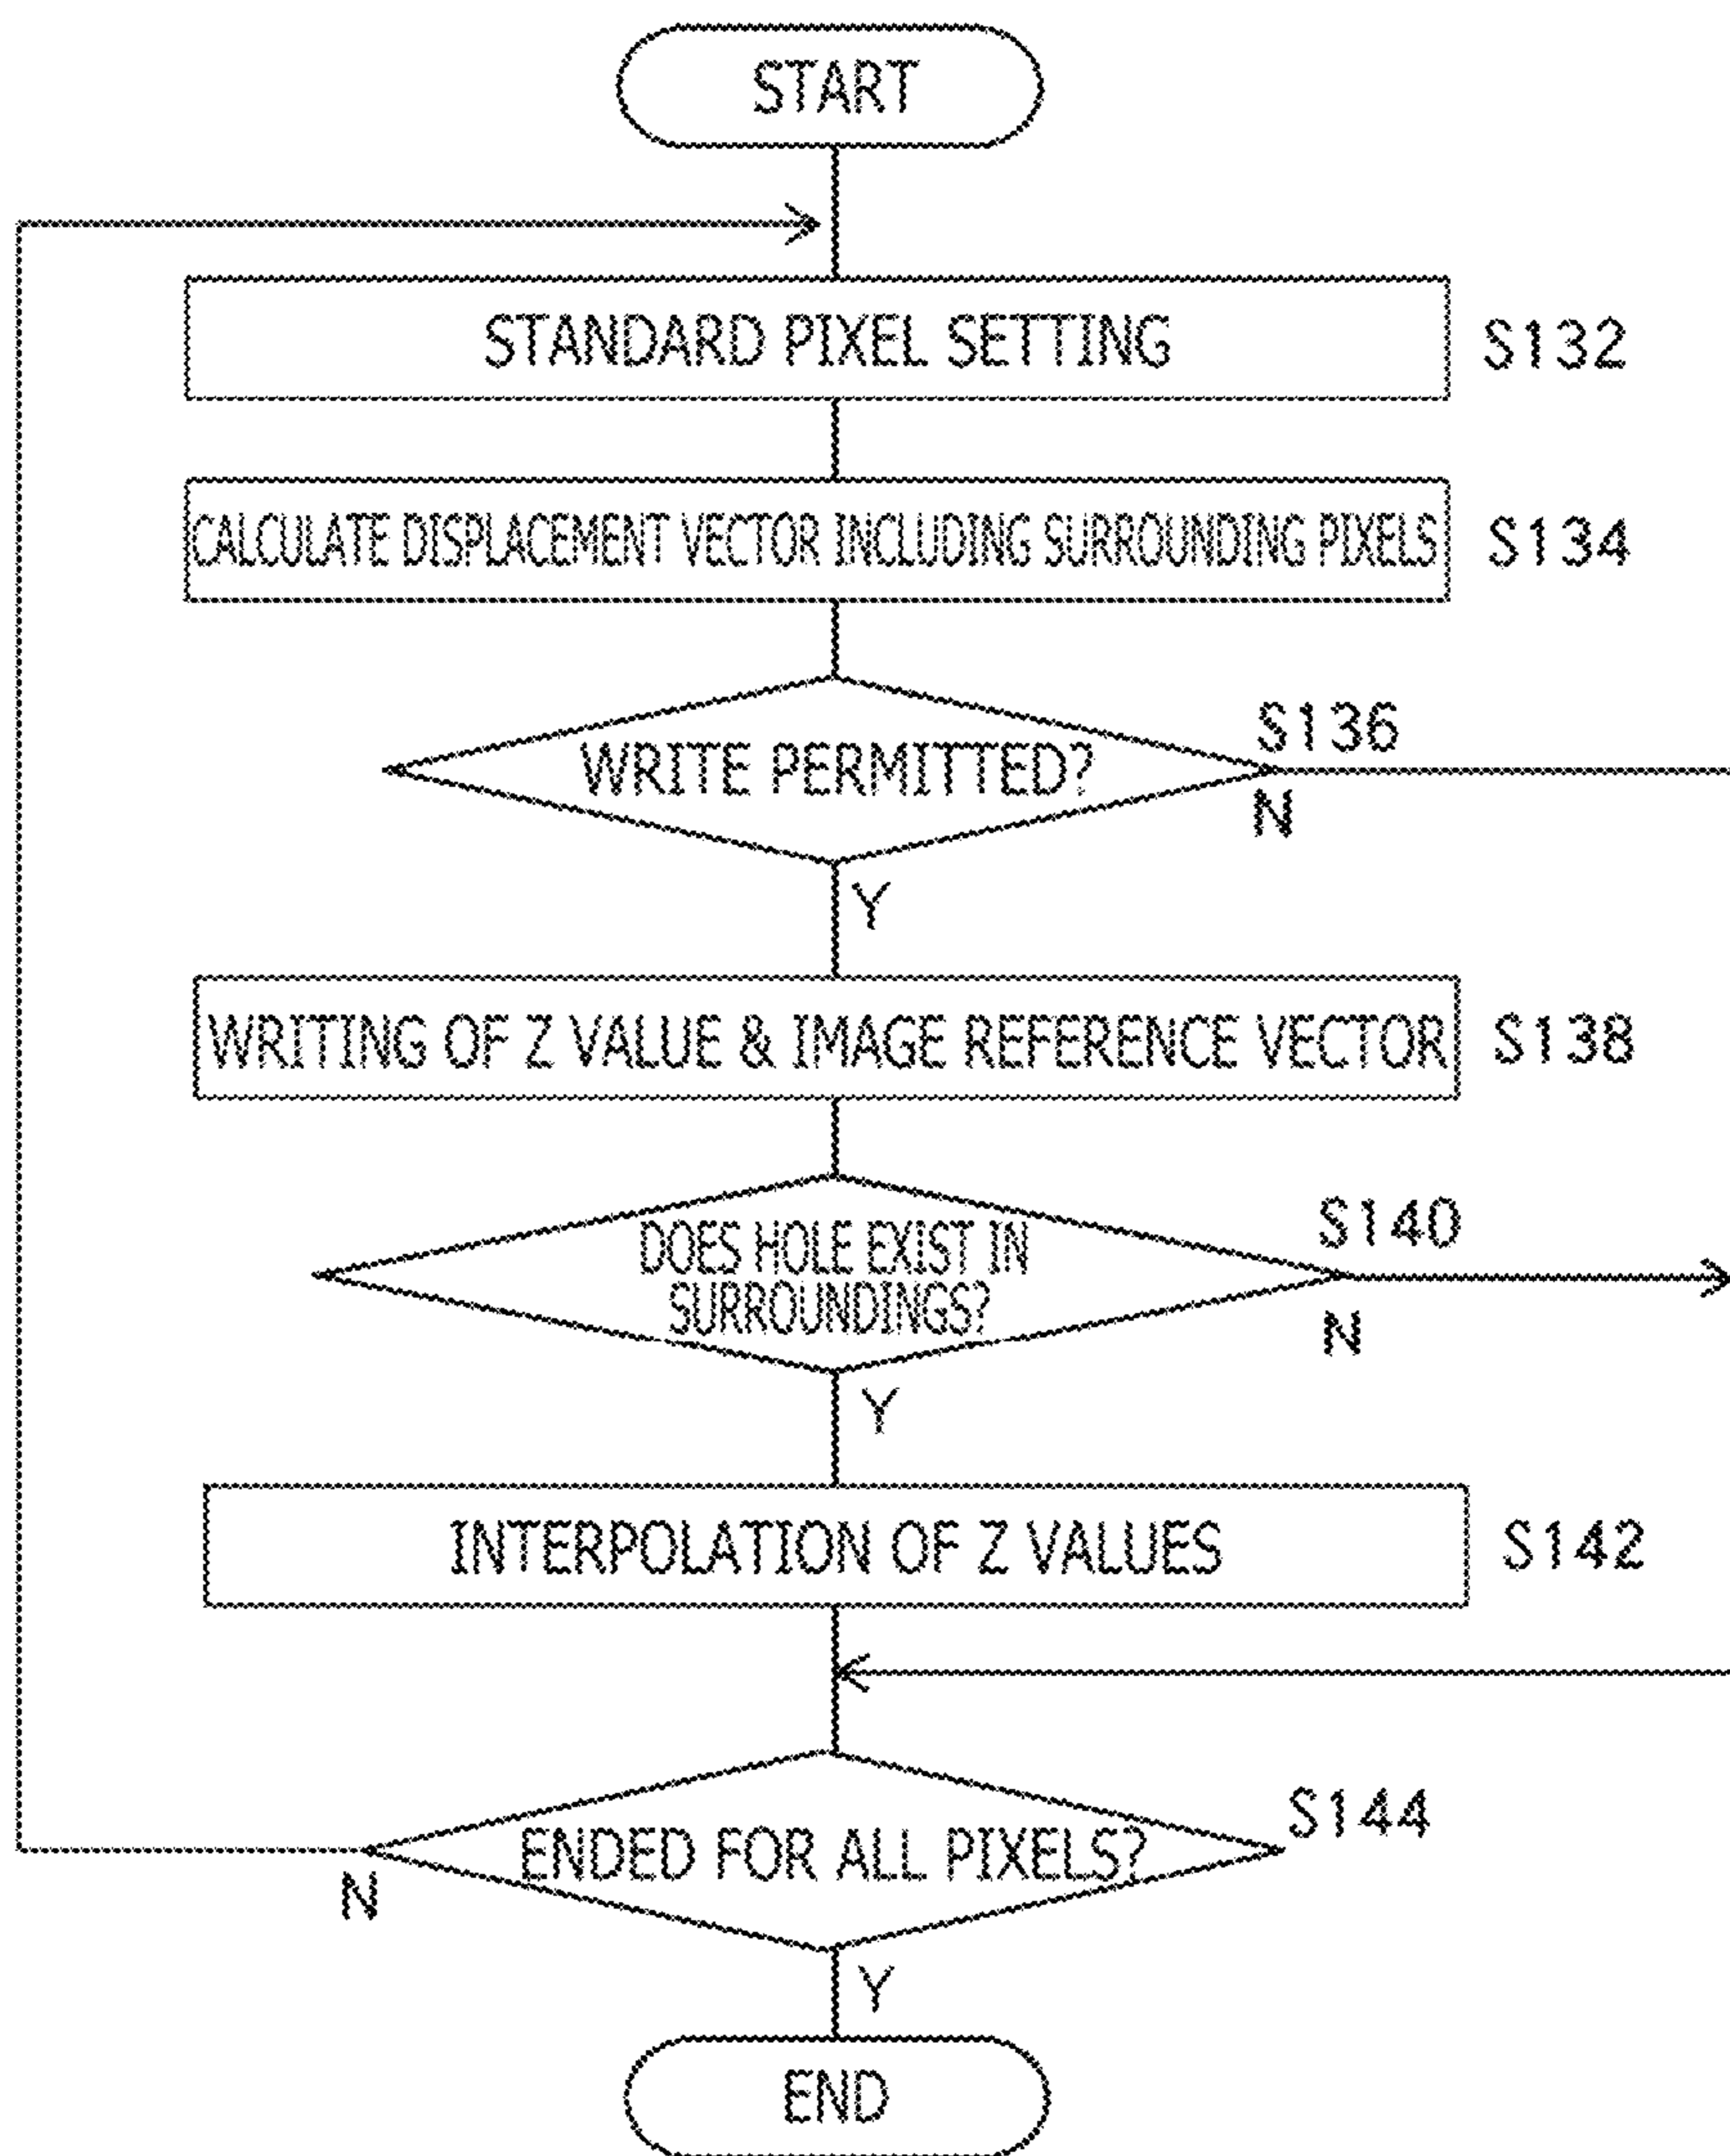 START
STANDARD PIXEL SETTING
S132
CALCULATE DISPLACEMENT VECTOR INCLUDING SURROUNDING PIXELS
S134
WRITE PERMITTED?
S136
N
Y
WRITING OF Z VALUE & IMAGE REFERENCE VECTOR
S138
DOES HOLE EXIST IN
SURROUNDINGS?
S140
N
Y
INTERPOLATION OF Z VALUES
S142
ENDED FOR ALL PIXELS?
S144
N
Y
END